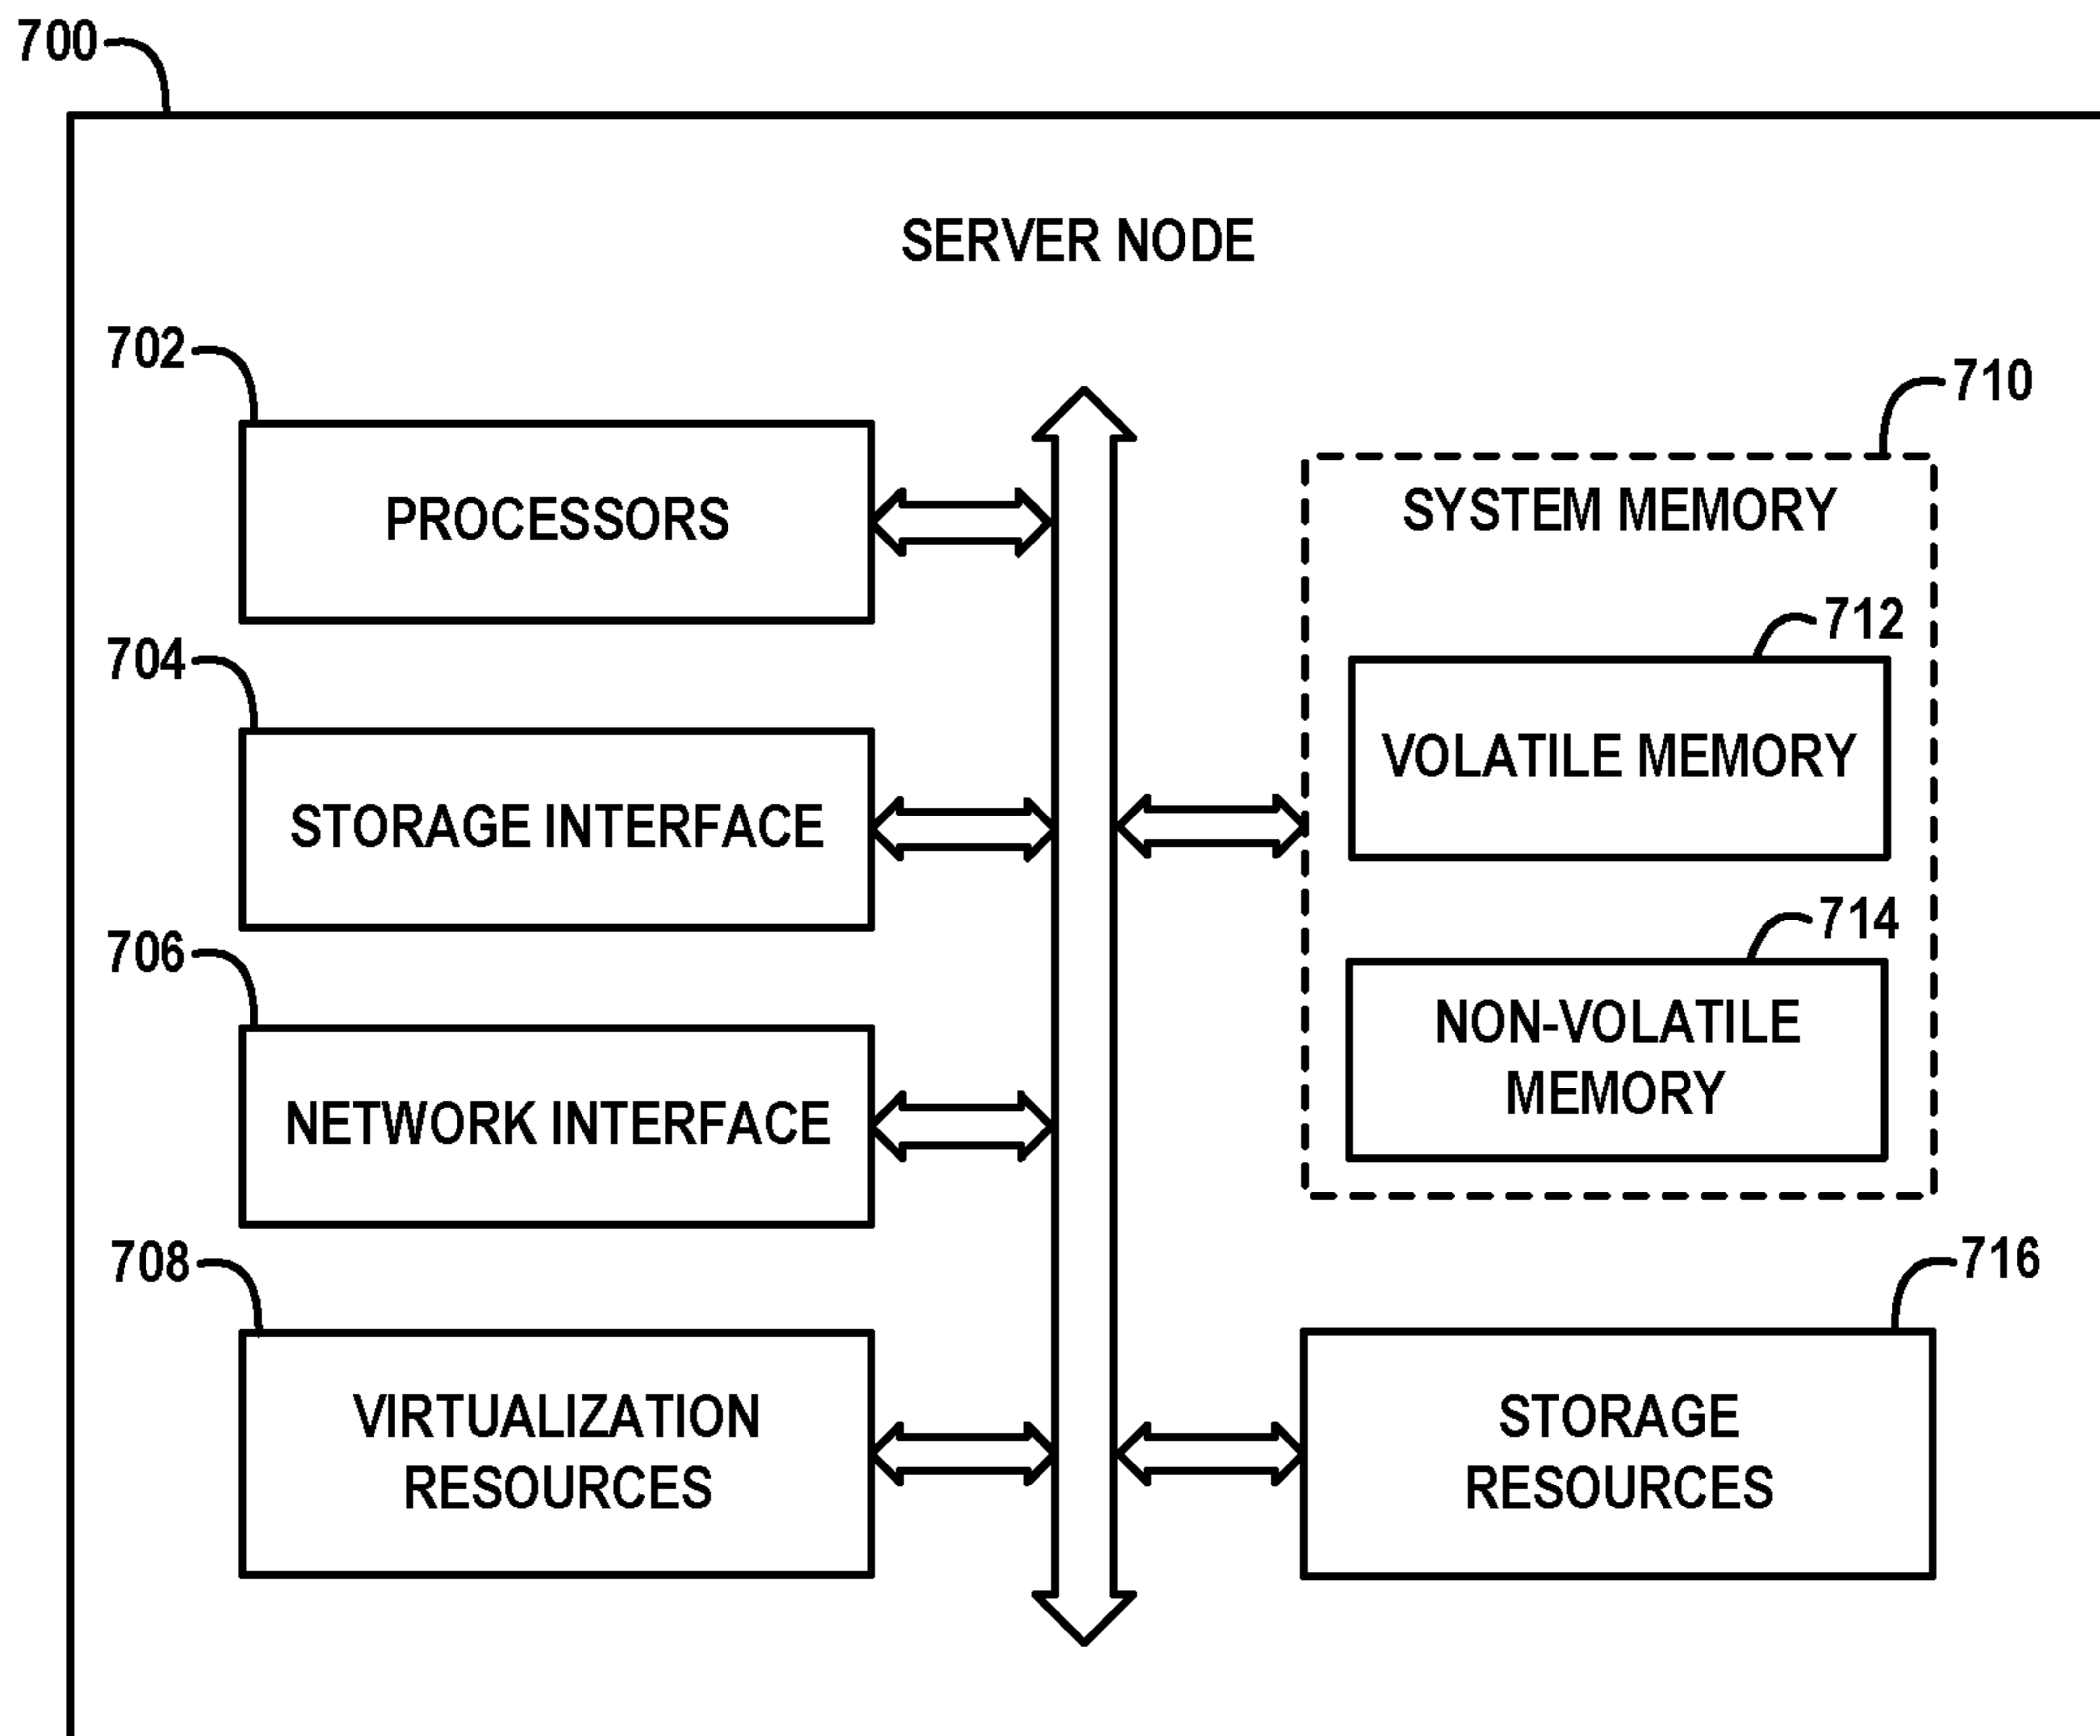 700
SERVER NODE
702
PROCESSORS
704
STORAGE INTERFACE
706
NETWORK INTERFACE
708
VIRTUALIZATION
RESOURCES
710
SYSTEM MEMORY
712
VOLATILE MEMORY
714
NON-VOLATILE
MEMORY
716
STORAGE
RESOURCES